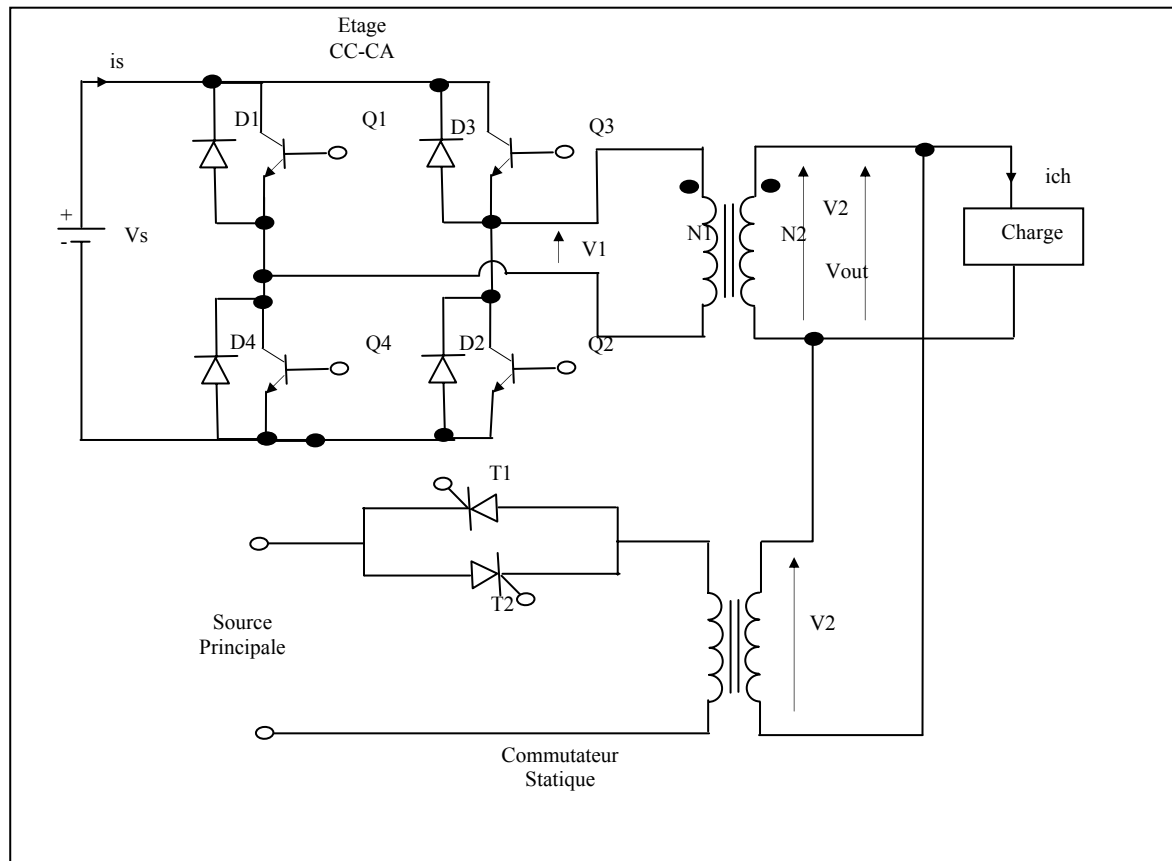 Etage
CC-CA
is
D1
Q1
D3
Q3
+
-
Vs
V1
N1
N2
V2
Vout
ich
Charge
D4
Q4
D2
Q2
T1
T2
Source
Principale
V2
Commutateur
Statique